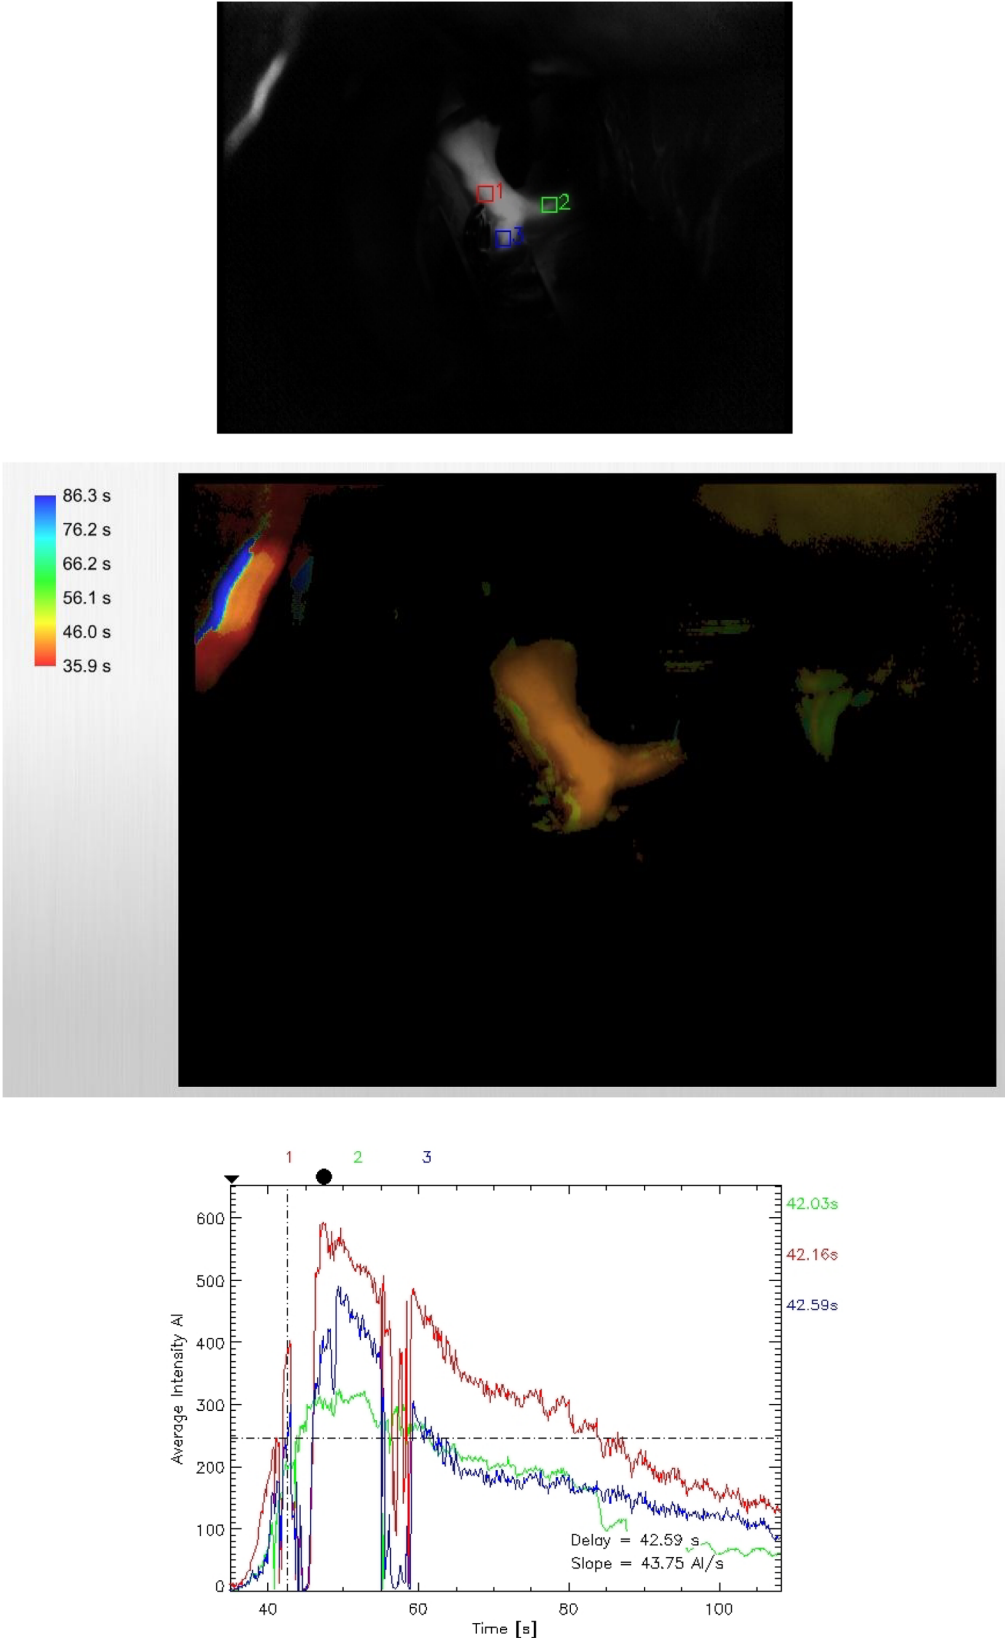 1
2
3
86.3 s
76.2 s
66.2 s
56.1 s
46.0 s
35.9 s
1 2 3
600
500
400
300
200
100
0
Average Intensity AI
42.03s
42.16s
42.59s
Delay = 42.59 s
Slope = 43.75 AI/s
40 60 80 100
Time [s]